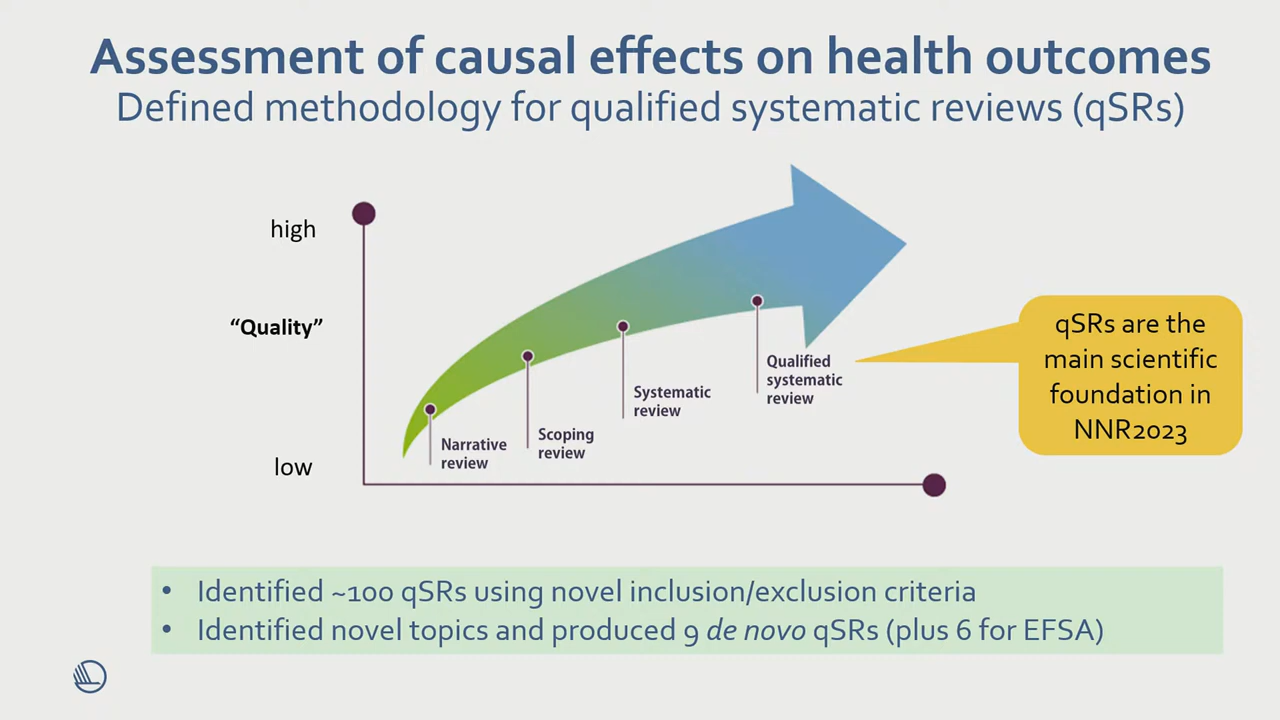 Assessment of causal effects on health outcomes
Defined methodology for qualified systematic reviews (qSRs)
high
“Quality”
low
Narrative
review
Scoping
review
Systematic
review
Qualified
systematic
review
qSRs are the
main scientific
foundation in
NNR2023
• Identified ~100 qSRs using novel inclusion/exclusion criteria
• Identified novel topics and produced 9 de novo qSRs (plus 6 for EFSA)